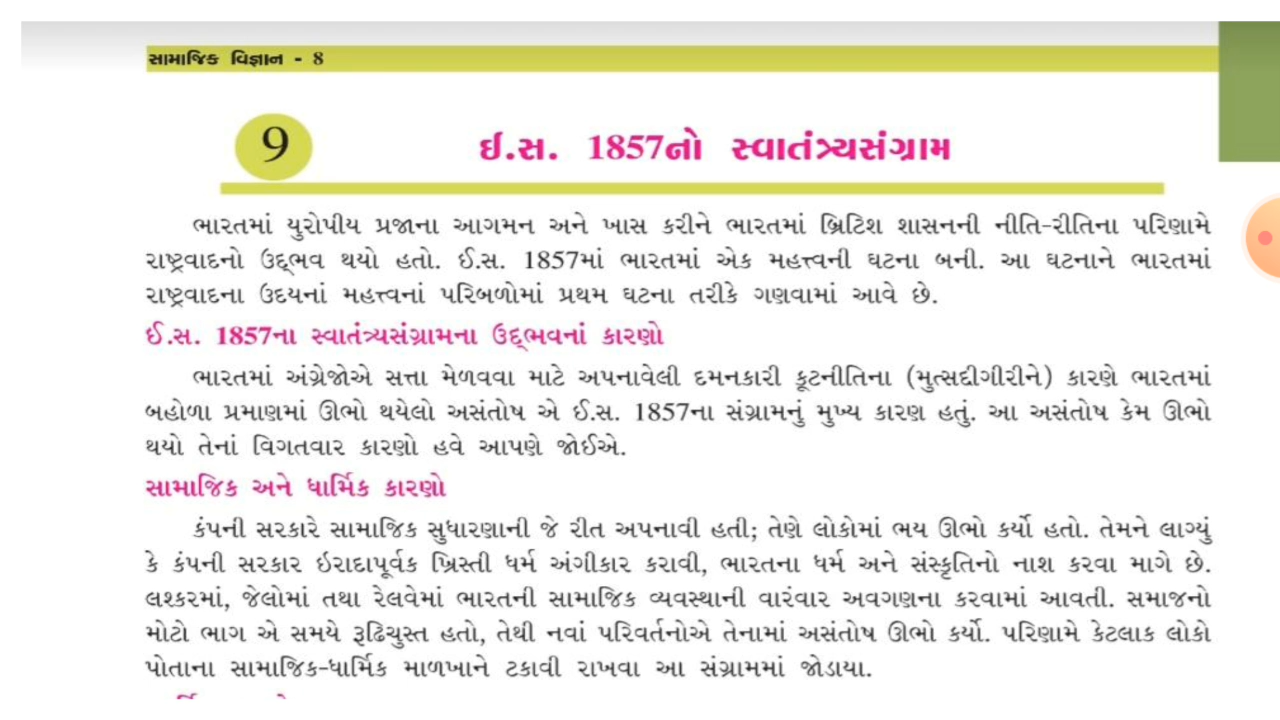 સામાજિક વિજ્ઞાન - 8
9
ઈ.સ. 1857નો સ્વાતંત્ર્યસંગ્રામ
ભારતમાં યુરોપીય પ્રજાના આગમન અને ખાસ કરીને ભારતમાં બ્રિટિશ શાસનની નીતિ-રીતિના પરિણામે
રાષ્ટ્રવાદનો ઉદ્ભવ થયો હતો. ઈ.સ. 1857માં ભારતમાં એક મહત્ત્વની ઘટના બની. આ ઘટનાને ભારતમાં
રાષ્ટ્રવાદના ઉદયનાં મહત્ત્વનાં પરિબળોમાં પ્રથમ ઘટના તરીકે ગણવામાં આવે છે.
ઈ.સ. 1857ના સ્વાતંત્ર્યસંગ્રામના ઉદ્ભવનાં કારણો
ભારતમાં અંગ્રેજોએ સત્તા મેળવવા માટે અપનાવેલી દમનકારી કૂટનીતિના (મુત્સદ્દીગીરીને) કારણે ભારતમાં
બહોળા પ્રમાણમાં ઊભો થયેલો અસંતોષ એ ઈ.સ. 1857ના સંગ્રામનું મુખ્ય કારણ હતું. આ અસંતોષ કેમ ઊભો
થયો તેનાં વિગતવાર કારણો હવે આપણે જોઈએ.
સામાજિક અને ધાર્મિક કારણો
કંપની સરકારે સામાજિક સુધારણાની જે રીત અપનાવી હતી; તેણે લોકોમાં ભય ઊભો કર્યો હતો. તેમને લાગ્યું
કે કંપની સરકાર ઇરાદાપૂર્વક ખ્રિસ્તી ધર્મ અંગીકાર કરાવી, ભારતના ધર્મ અને સંસ્કૃતિનો નાશ કરવા માગે છે.
લશ્કરમાં, જેલોમાં તથા રેલવેમાં ભારતની સામાજિક વ્યવસ્થાની વારંવાર અવગણના કરવામાં આવતી. સમાજનો
મોટો ભાગ એ સમયે રૂઢિચુસ્ત હતો, તેથી નવાં પરિવર્તનોએ તેનામાં અસંતોષ ઊભો કર્યો. પરિણામે કેટલાક લોકો
પોતાના સામાજિક-ધાર્મિક માળખાને ટકાવી રાખવા આ સંગ્રામમાં જોડાયા.